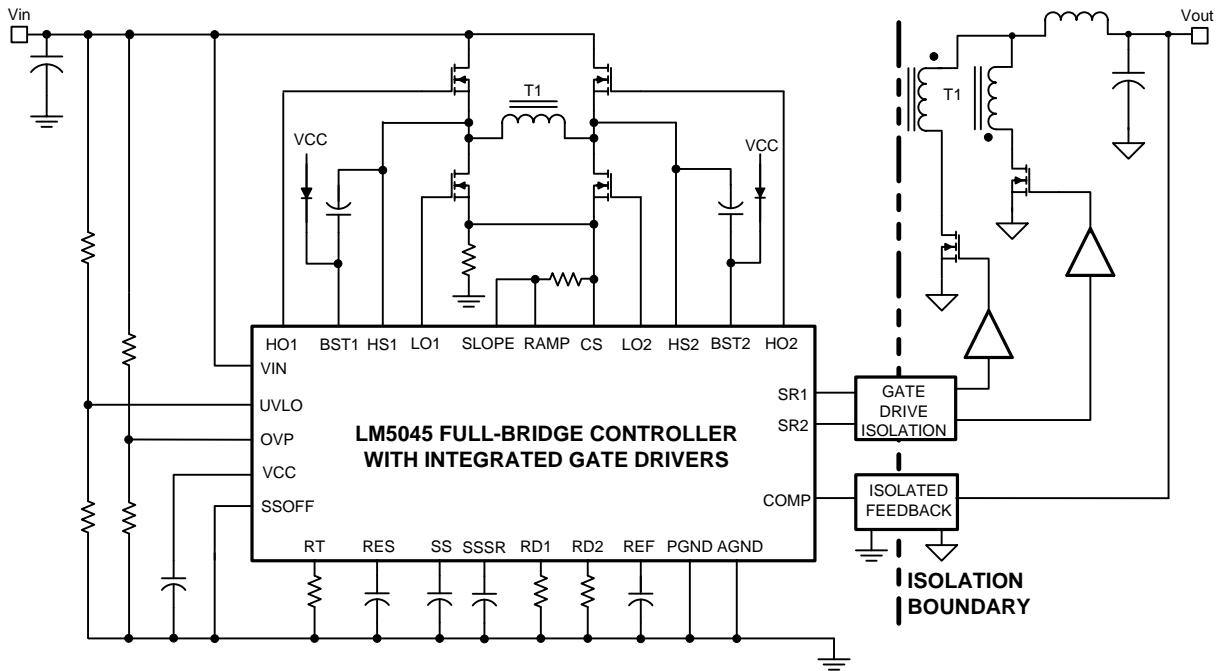 Vin
Vout
T1
T1
VCC
VCC
HO1 BST1 HS1 LO1 SLOPE RAMP CS LO2 HS2 BST2 HO2
VIN
UVLO
OVP
VCC
SSOFF
LM5045 FULL-BRIDGE CONTROLLER
WITH INTEGRATED GATE DRIVERS
SR1
SR2
COMP
GATE
DRIVE
ISOLATION
ISOLATED
FEEDBACK
RT RES SS SSSR RD1 RD2 REF PGND AGND
ISOLATION
BOUNDARY